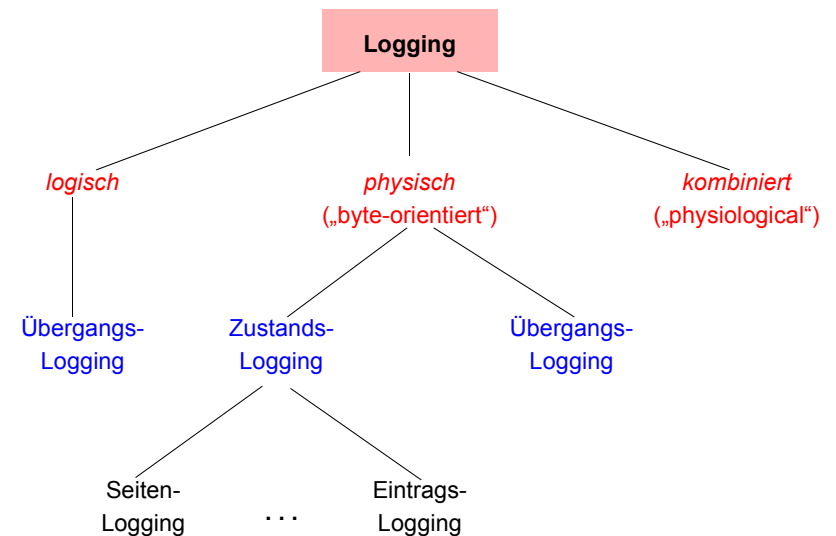 Logging
logisch
physisch
(„byte-orientiert“)
kombiniert
(„physiological“)
Übergangs-
Logging
Zustands-
Logging
Übergangs-
Logging
Seiten-
Logging
. . .
Eintrags-
Logging